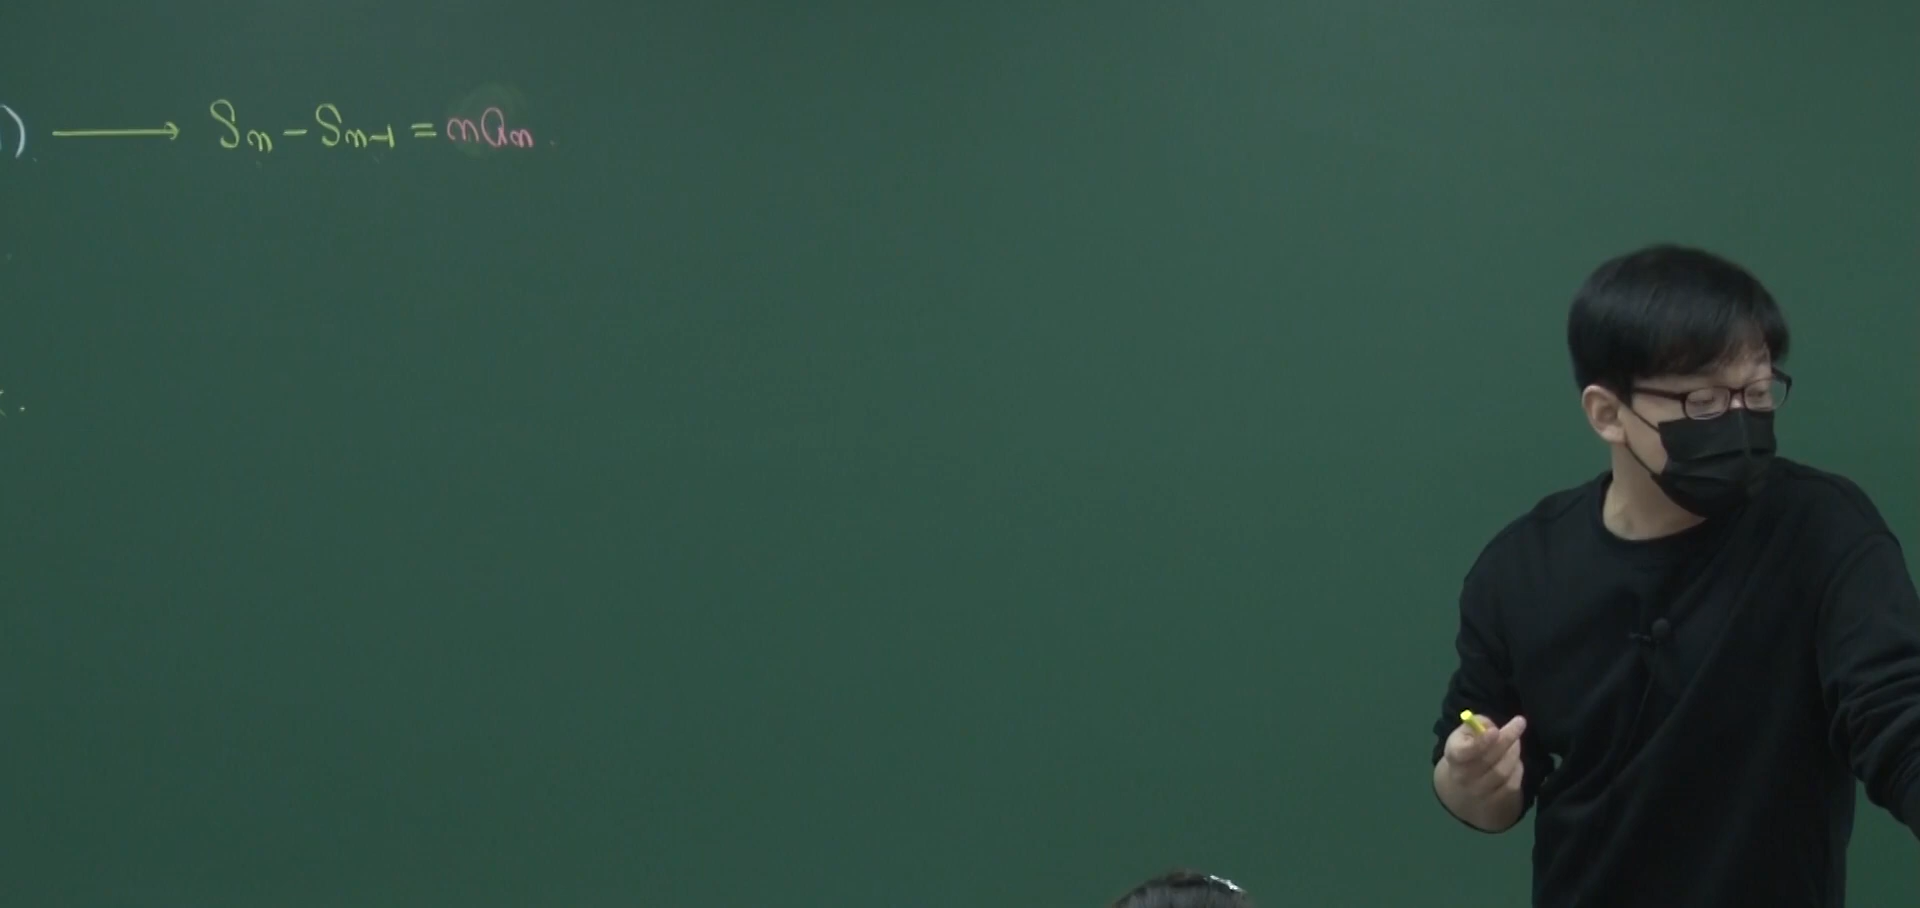 ) ⟶ Sₙ − Sₙ₋₁ = naₙ.